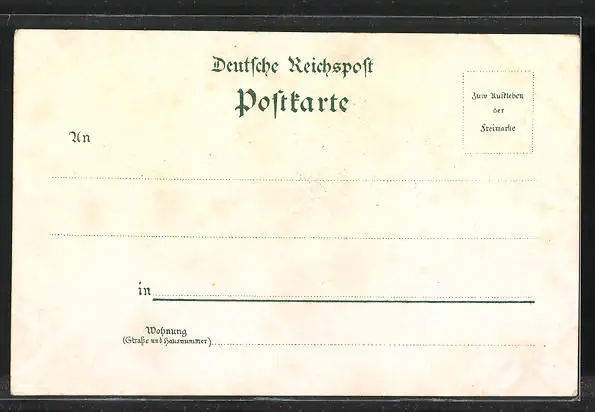 Deutsche Reichspost
Postkarte
Zum Aufkleben
der
Freimarke
An
in
Wohnung
(Straße und Hausnummer)